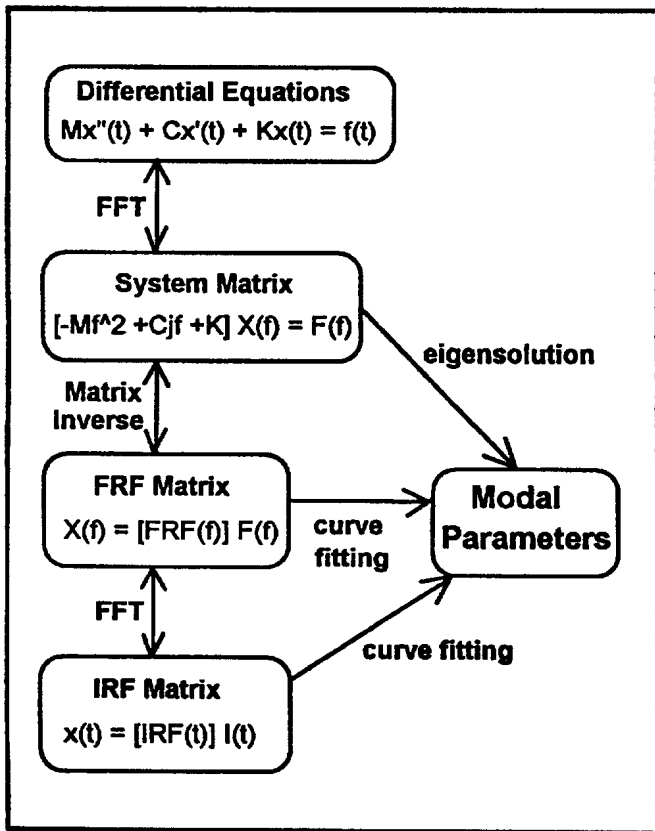 Differential Equations
Mx"(t) + Cx'(t) + Kx(t) = f(t)
FFT
System Matrix
[-Mf^2 +Cjf +K] X(f) = F(f)
eigensolution
Matrix
Inverse
FRF Matrix
X(f) = [FRF(f)] F(f)
curve
fitting
Modal
Parameters
FFT
curve fitting
IRF Matrix
x(t) = [IRF(t)] I(t)